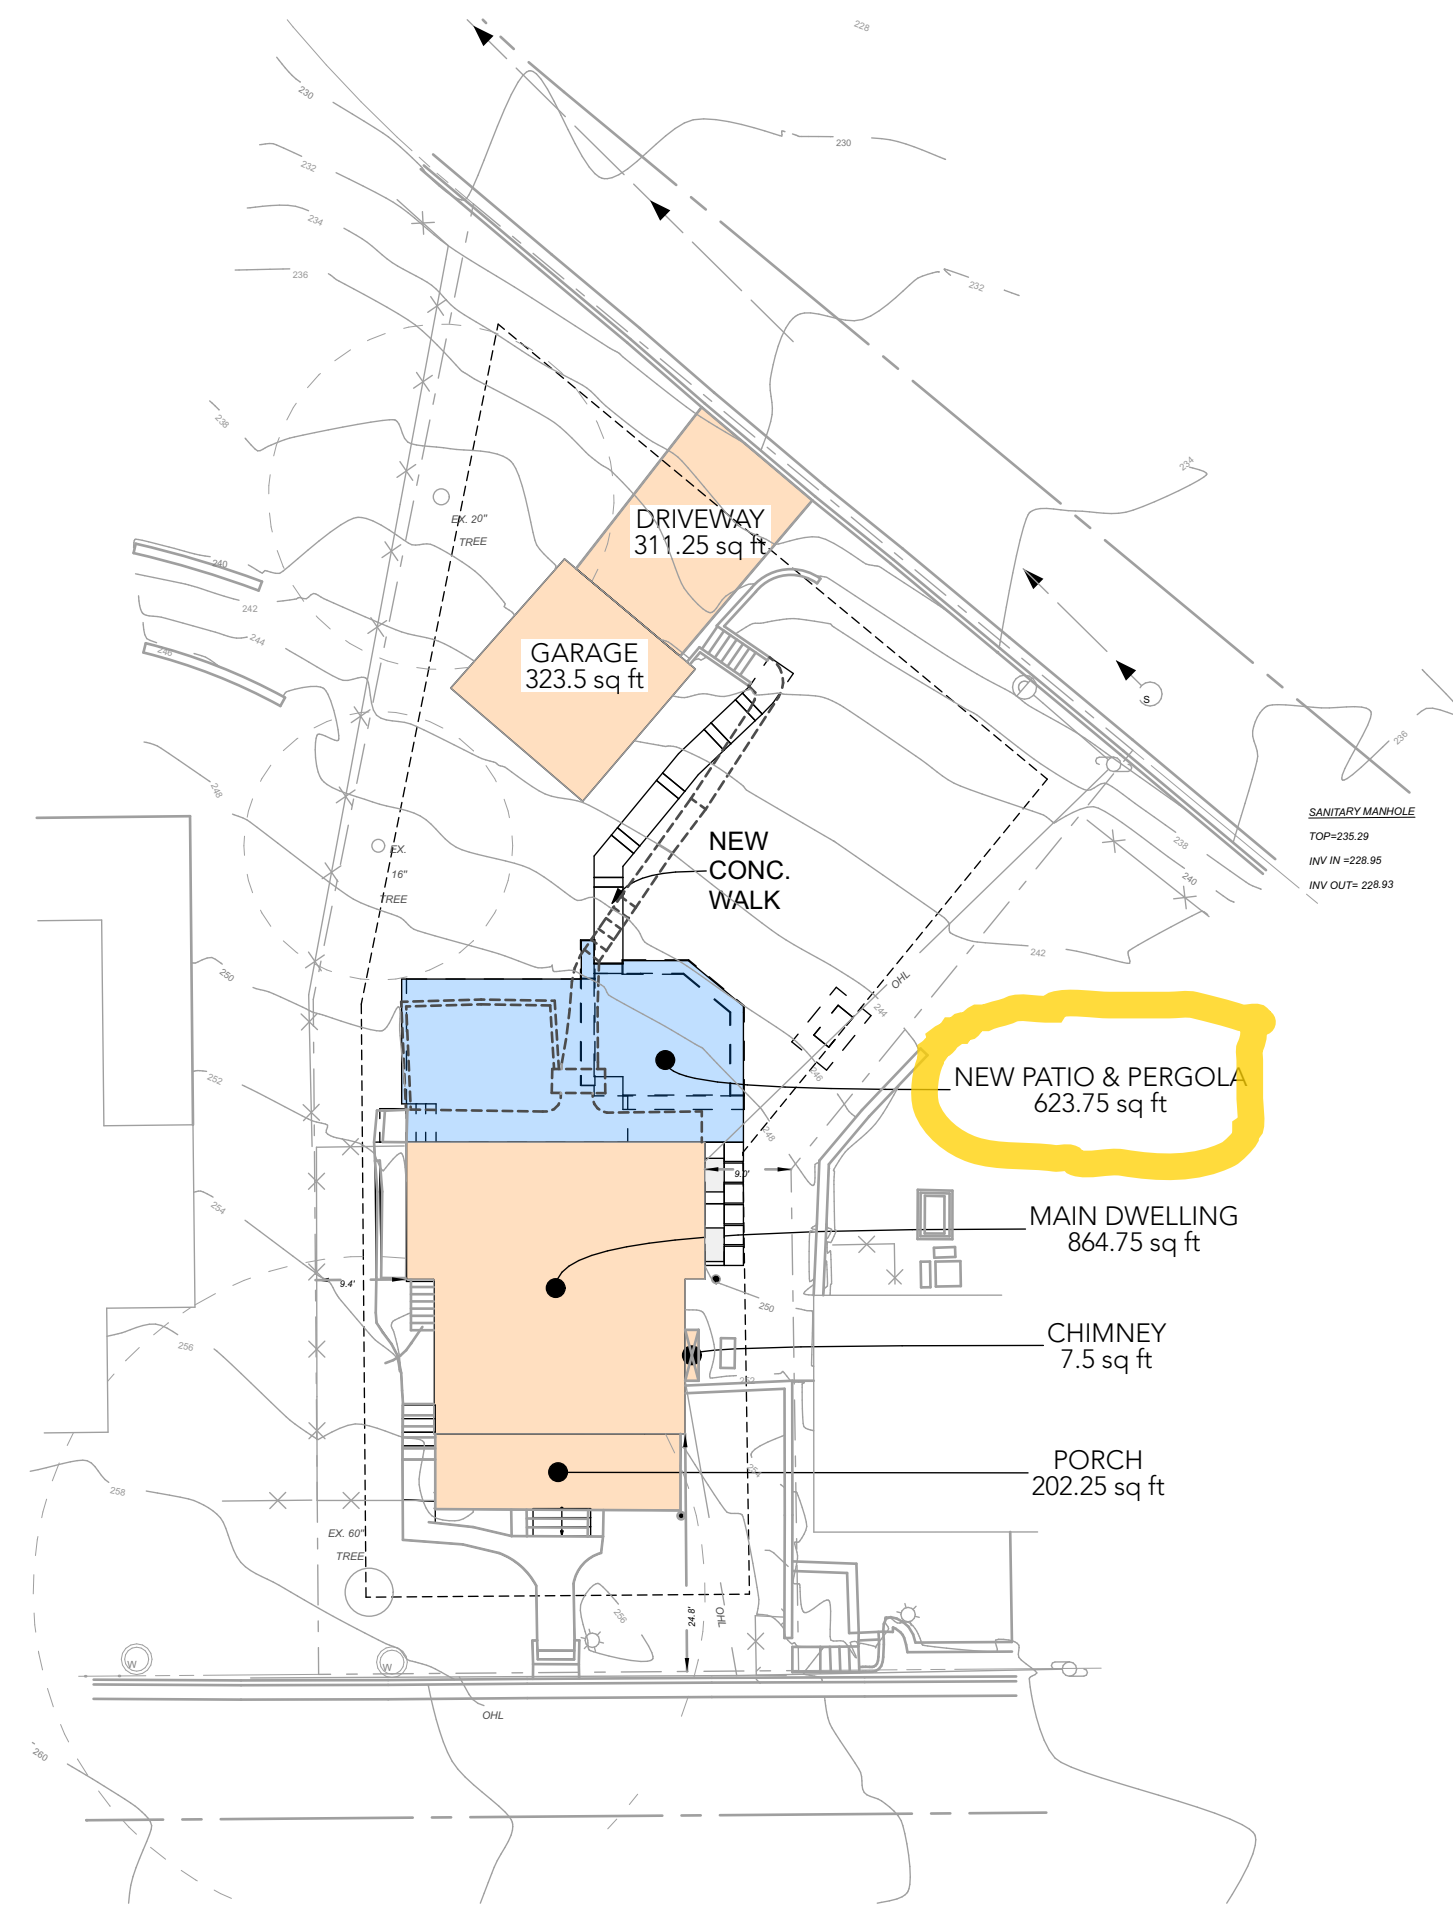 228
230
230
232
234
236
232
238
234
EX. 20"
TREE
DRIVEWAY
311.25 sq ft
240
242
244
246
GARAGE
323.5 sq ft
S
236
248
SANITARY MANHOLE
TOP=235.29
INV IN =228.95
INV OUT= 228.93
EX.
16"
TREE
NEW
CONC.
WALK
238
240
242
250
OHL
244
246
252
NEW PATIO & PERGOLA
623.75 sq ft
248
9.0'
254
MAIN DWELLING
864.75 sq ft
9.4'
250
256
CHIMNEY
7.5 sq ft
252
PORCH
202.25 sq ft
254
258
EX. 60"
TREE
256
24.8'
OHL
W
W
OHL
260